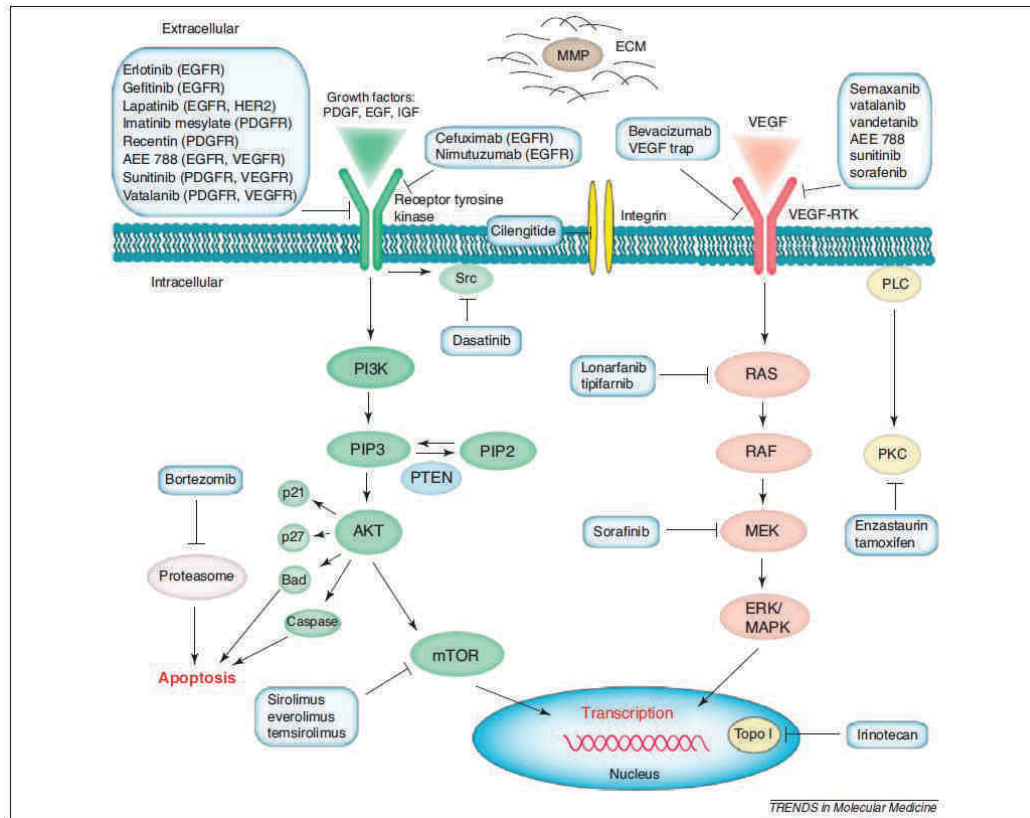 Extracellular
Erlotinib (EGFR)
Gefitinib (EGFR)
Lapatinib (EGFR, HER2)
Imatinib mesylate (PDGFR)
Recentin (PDGFR)
AEE 788 (EGFR, VEGFR)
Sunitinib (PDGFR, VEGFR)
Vatalanib (PDGFR, VEGFR)
Growth factors:
PDGF, EGF, IGF
Cefuximab (EGFR)
Nimutuzumab (EGFR)
Receptor tyrosine
kinase
MMP
ECM
Bevacizumab
VEGF trap
VEGF
Semaxanib
vatalanib
vandetanib
AEE 788
sunitinib
sorafenib
VEGF-RTK
Cilengitide
Integrin
Intracellular
Src
PLC
Dasatinib
PI3K
Lonarfanib
tipifarnib
RAS
PIP3
PIP2
PTEN
RAF
PKC
Bortezomib
p21
AKT
p27
Sorafinib
MEK
Enzastaurin
tamoxifen
Proteasome
Bad
Caspase
ERK/
MAPK
Apoptosis
mTOR
Sirolimus
everolimus
temsirolimus
Transcription
Topo I
Irinotecan
Nucleus
TRENDS in Molecular Medicine